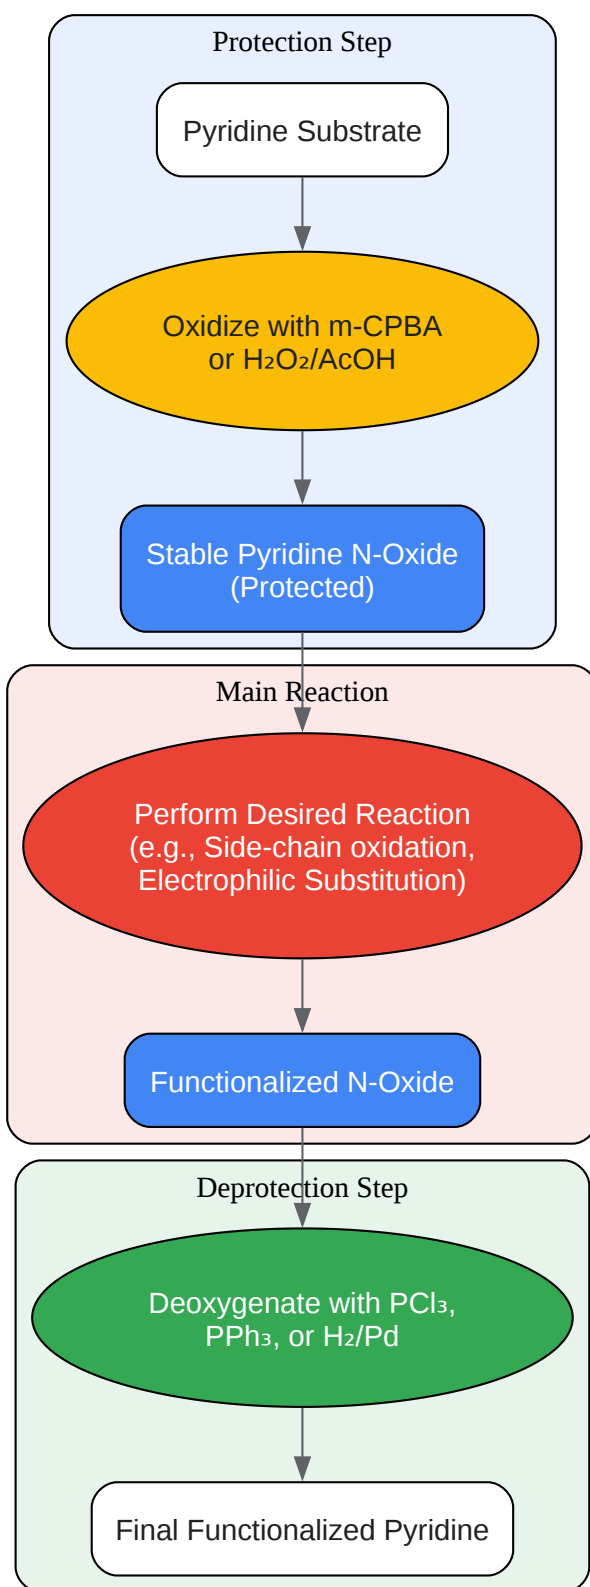 Protection Step
Pyridine Substrate
Oxidize with m-CPBA
or H₂O₂/AcOH
Stable Pyridine N-Oxide
(Protected)
Main Reaction
Perform Desired Reaction
(e.g., Side-chain oxidation,
Electrophilic Substitution)
Functionalized N-Oxide
Deprotection Step
Deoxygenate with PCl₃,
PPh₃, or H₂/Pd
Final Functionalized Pyridine